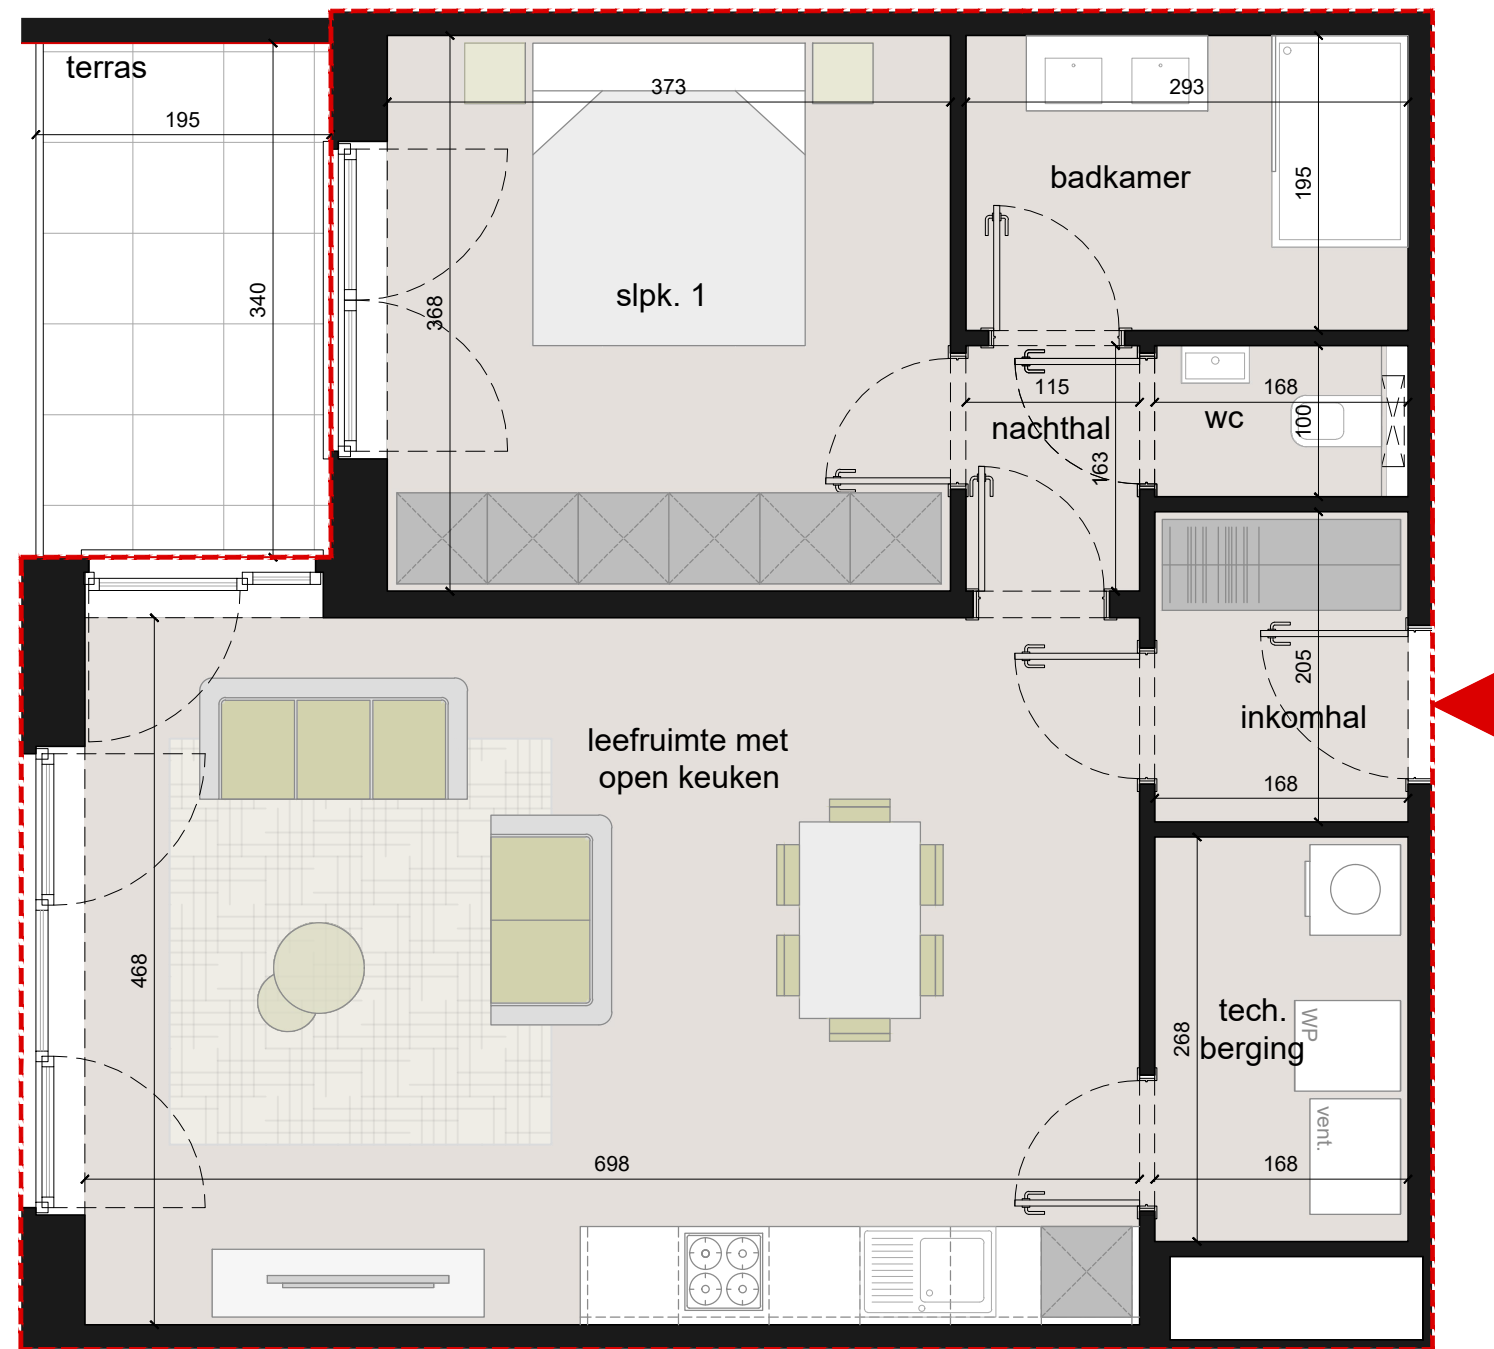 terras
195
340
373
368
slpk. 1
293
badkamer
195
115
nachthal
163
168
wc
100
205
inkomhal
168
leefruimte met
open keuken
468
698
tech.
berging
268
WP
vent.
168